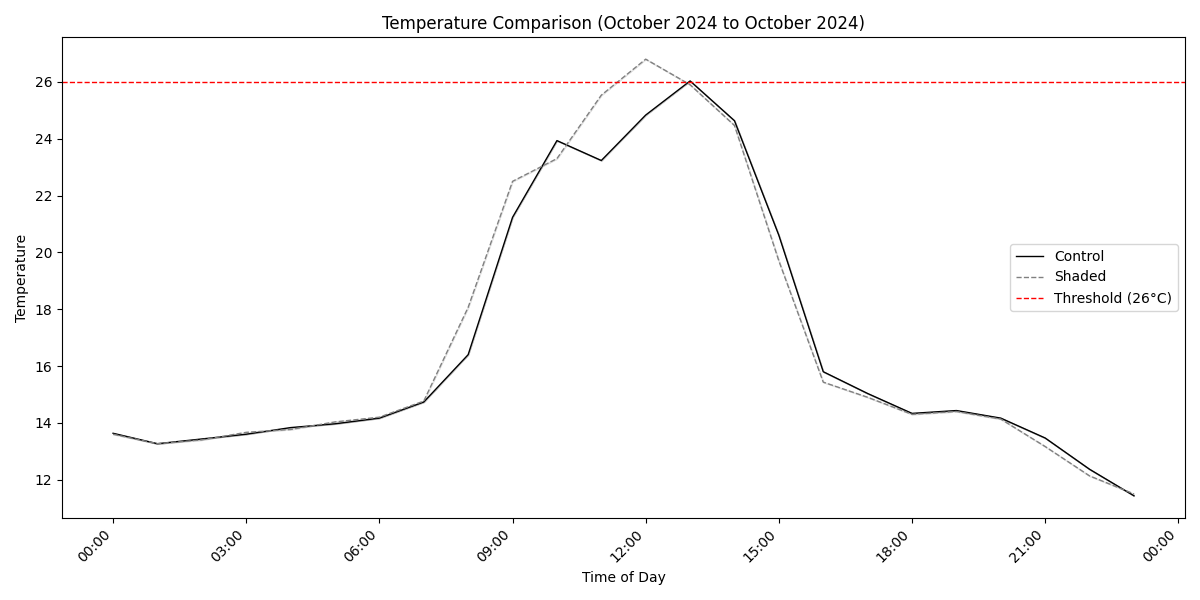 Temperature Comparison (October 2024 to October 2024)
Temperature
26
24
22
20
18
16
14
12
Control
Shaded
Threshold (26°C)
00:00
03:00
06:00
09:00
12:00
15:00
18:00
21:00
00:00
Time of Day